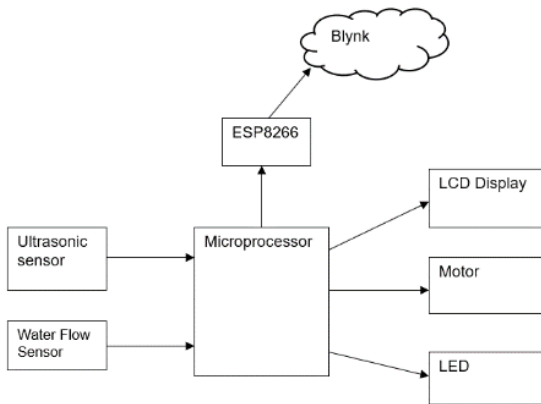 Blynk
ESP8266
LCD Display
Ultrasonic
sensor
Microprocessor
Motor
Water Flow
Sensor
LED